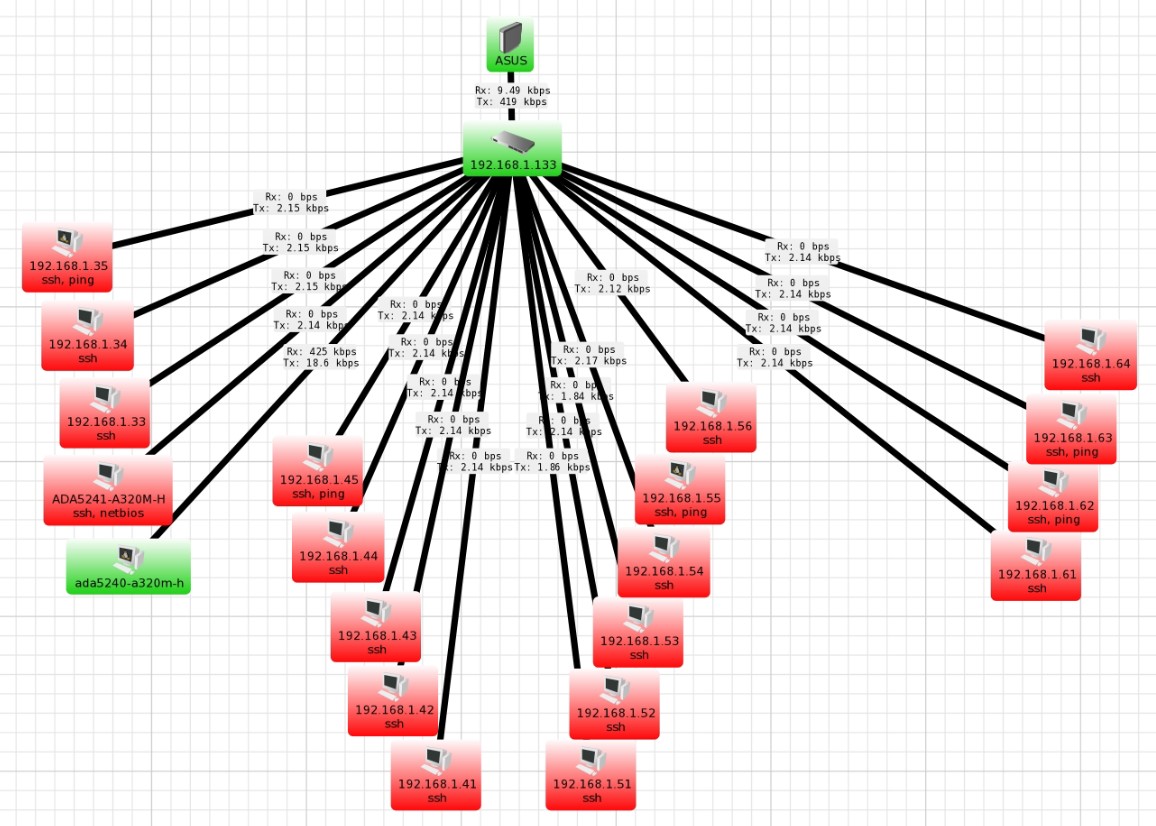 ASUS
Rx: 9.49 kbps
Tx: 419 kbps
192.168.1.133
Rx: 0 bps
Tx: 2.15 kbps
Rx: 0 bps
Tx: 2.15 kbps
Rx: 0 bps
Tx: 2.15 kbps
Rx: 0 bps
Tx: 2.14 kbps
Rx: 425 kbps
Tx: 18.6 kbps
Rx: 0 bps
Tx: 2.14 kbps
Rx: 0 bps
Tx: 2.14 kbps
Rx: 0 bps
Tx: 2.14 kbps
Rx: 0 bps
Tx: 2.14 kbps
Rx: 0 bps
Tx: 2.14 kbps
Rx: 0 bps
Tx: 1.86 kbps
Rx: 0 bps
Tx: 2.14 kbps
Rx: 0 bps
Tx: 1.84 kbps
Rx: 0 bps
Tx: 2.17 kbps
Rx: 0 bps
Tx: 2.12 kbps
Rx: 0 bps
Tx: 2.14 kbps
Rx: 0 bps
Tx: 2.14 kbps
Rx: 0 bps
Tx: 2.14 kbps
Rx: 0 bps
Tx: 2.14 kbps
192.168.1.35
ssh, ping
192.168.1.34
ssh
192.168.1.33
ssh
ADA5241-A320M-H
ssh, netbios
ada5240-a320m-h
192.168.1.45
ssh, ping
192.168.1.44
ssh
192.168.1.43
ssh
192.168.1.42
ssh
192.168.1.41
ssh
192.168.1.51
ssh
192.168.1.52
ssh
192.168.1.53
ssh
192.168.1.54
ssh
192.168.1.55
ssh, ping
192.168.1.56
ssh
192.168.1.61
ssh
192.168.1.62
ssh, ping
192.168.1.63
ssh, ping
192.168.1.64
ssh